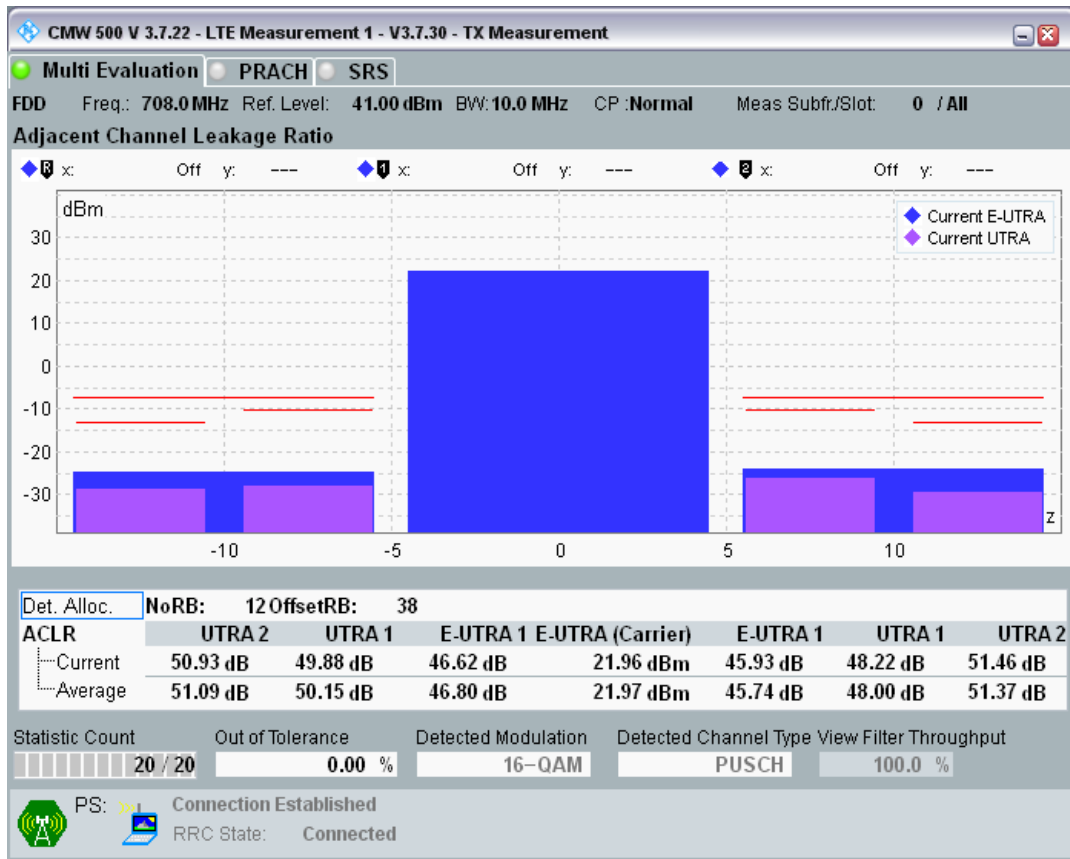 CMW 500 V 3.7.22 - LTE Measurement 1 - V3.7.30 - TX Measurement
Multi Evaluation PRACH SRS
FDD Freq.: 708.0 MHz Ref. Level: 41.00 dBm BW: 10.0 MHz CP :Normal Meas Subfr./Slot: 0 / All
Adjacent Channel Leakage Ratio
R x: Off y: --- 1 x: Off y: --- 2 x: Off y: ---
dBm
Current E-UTRA
Current UTRA
30
20
10
0
-10
-20
-30
z
-10 -5 0 5 10
Det. Alloc. NoRB: 12 OffsetRB: 38
ACLR UTRA 2 UTRA 1 E-UTRA 1 E-UTRA (Carrier) E-UTRA 1 UTRA 1 UTRA 2
Current 50.93 dB 49.88 dB 46.62 dB 21.96 dBm 45.93 dB 48.22 dB 51.46 dB
Average 51.09 dB 50.15 dB 46.80 dB 21.97 dBm 45.74 dB 48.00 dB 51.37 dB
Statistic Count Out of Tolerance Detected Modulation Detected Channel Type View Filter Throughput
20 / 20 0.00 % 16-QAM PUSCH 100.0 %
PS: Connection Established
RRC State: Connected